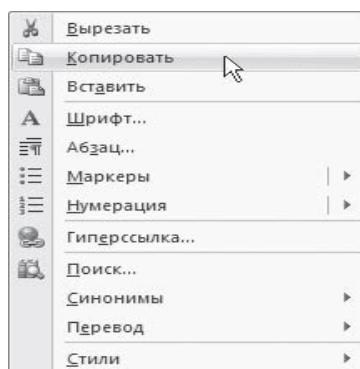 Вырезать
Копировать
Вставить
Шрифт...
Абзац...
Маркеры
Нумерация
Гиперссылка...
Поиск...
Синонимы
Перевод
Стили